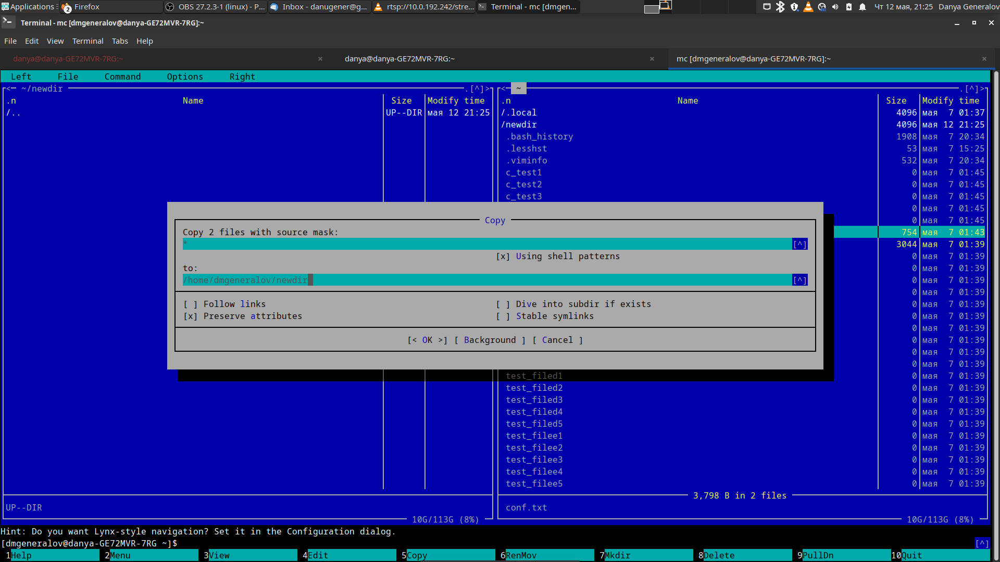 Applications
2 Firefox
OBS 27.2.3-1 (linux) - P...
Inbox - danugener@g...
rtsp://10.0.192.242/stre...
Terminal - mc [dmgen...
Чт 12 мая, 21:25 Danya Generalov
Terminal - mc [dmgeneralov@danya-GE72MVR-7RG]:~
File Edit View Terminal Tabs Help
danya@danya-GE72MVR-7RG:~ ×
danya@danya-GE72MVR-7RG:~ ×
mc [dmgeneralov@danya-GE72MVR-7RG]:~ ×
Left File Command Options Right
<─ ~/newdir .[^]>
.n Name Size Modify time
/.. UP--DIR мая 12 21:25
UP--DIR
10G/113G (8%)
<─ ~ .[^]>
.n Name Size Modify time
/.local 4096 мая 7 01:37
/newdir 4096 мая 12 21:25
.bash_history 1908 мая 7 20:34
.lesshst 53 мая 7 15:25
.viminfo 532 мая 7 20:34
c_test1 0 мая 7 01:45
c_test2 0 мая 7 01:45
c_test3 0 мая 7 01:45
0 мая 7 01:45
0 мая 7 01:45
754 мая 7 01:43
3044 мая 7 01:39
0 мая 7 01:39
0 мая 7 01:39
0 мая 7 01:39
0 мая 7 01:39
0 мая 7 01:39
0 мая 7 01:39
0 мая 7 01:39
0 мая 7 01:39
0 мая 7 01:39
0 мая 7 01:39
test_filed1 0 мая 7 01:39
test_filed2 0 мая 7 01:39
test_filed3 0 мая 7 01:39
test_filed4 0 мая 7 01:39
test_filed5 0 мая 7 01:39
test_filee1 0 мая 7 01:39
test_filee2 0 мая 7 01:39
test_filee3 0 мая 7 01:39
test_filee4 0 мая 7 01:39
test_filee5 0 мая 7 01:39
3,798 B in 2 files
conf.txt
10G/113G (8%)
Copy
Copy 2 files with source mask:
* [^]
[x] Using shell patterns
to:
/home/dmgeneralov/newdir [^]
[ ] Follow links [ ] Dive into subdir if exists
[x] Preserve attributes [ ] Stable symlinks
[< OK >] [ Background ] [ Cancel ]
Hint: Do you want Lynx-style navigation? Set it in the Configuration dialog.
[dmgeneralov@danya-GE72MVR-7RG ~]$ [^]
1Help 2Menu 3View 4Edit 5Copy 6RenMov 7Mkdir 8Delete 9PullDn 10Quit